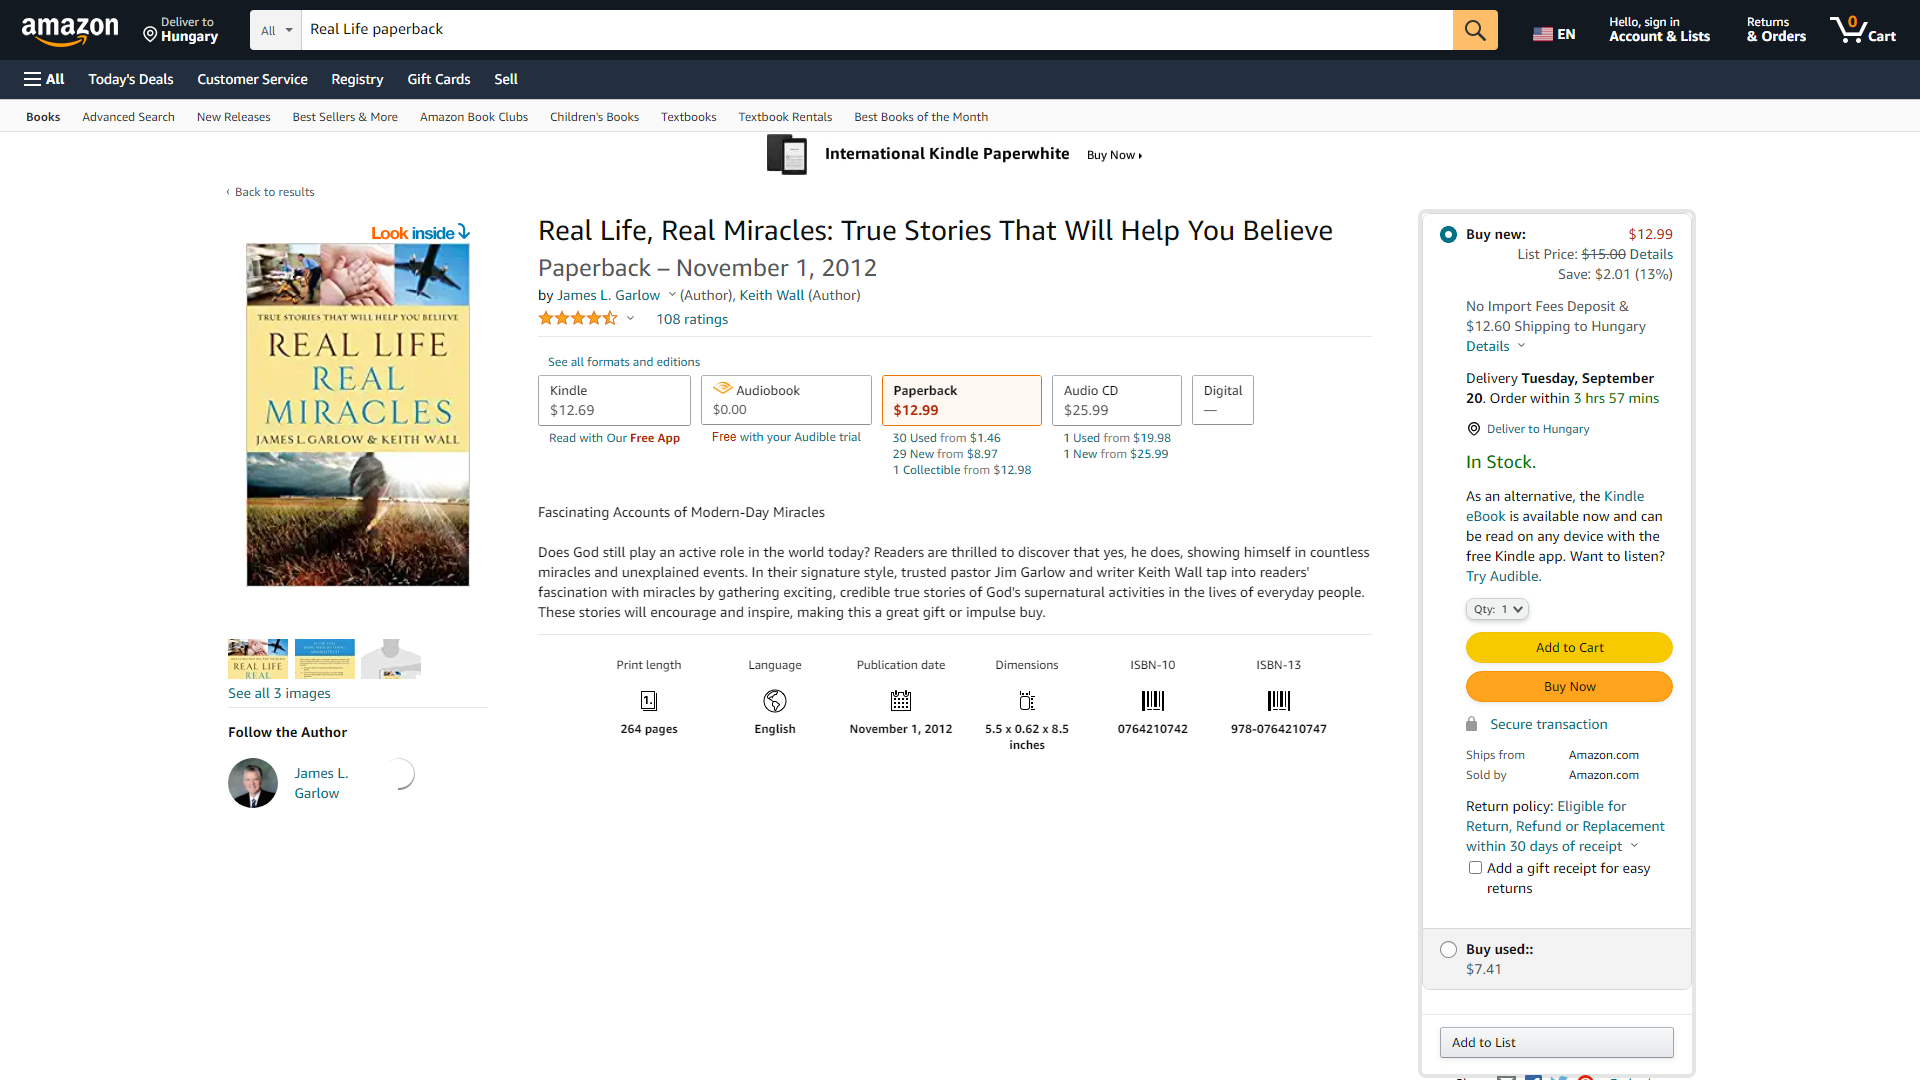 amazon
Deliver to
Hungary
All
Real Life paperback
EN
Hello, sign in
Account & Lists
Returns
& Orders
0
Cart
All
Today's Deals
Customer Service
Registry
Gift Cards
Sell
Books
Advanced Search
New Releases
Best Sellers & More
Amazon Book Clubs
Children's Books
Textbooks
Textbook Rentals
Best Books of the Month
International Kindle Paperwhite
Buy Now
‹ Back to results
Look inside
TRUE STORIES THAT WILL HELP YOU BELIEVE
REAL LIFE
REAL
MIRACLES
JAMES L. GARLOW & KEITH WALL
REAL LIFE
REAL
See all 3 images
Follow the Author
James L.
Garlow
Real Life, Real Miracles: True Stories That Will Help You Believe
Paperback – November 1, 2012
by James L. Garlow (Author), Keith Wall (Author)
108 ratings
See all formats and editions
Kindle
$12.69
Read with Our Free App
Audiobook
$0.00
Free with your Audible trial
Paperback
$12.99
30 Used from $1.46
29 New from $8.97
1 Collectible from $12.98
Audio CD
$25.99
1 Used from $19.98
1 New from $25.99
Digital
—
Fascinating Accounts of Modern-Day Miracles
Does God still play an active role in the world today? Readers are thrilled to discover that yes, he does, showing himself in countless
miracles and unexplained events. In their signature style, trusted pastor Jim Garlow and writer Keith Wall tap into readers'
fascination with miracles by gathering exciting, credible true stories of God's supernatural activities in the lives of everyday people.
These stories will encourage and inspire, making this a great gift or impulse buy.
Print length
264 pages
Language
English
Publication date
November 1, 2012
Dimensions
5.5 x 0.62 x 8.5
inches
ISBN-10
0764210742
ISBN-13
978-0764210747
Buy new:
$12.99
List Price: $15.00 Details
Save: $2.01 (13%)
No Import Fees Deposit &
$12.60 Shipping to Hungary
Details
Delivery Tuesday, September
20. Order within 3 hrs 57 mins
Deliver to Hungary
In Stock.
As an alternative, the Kindle
eBook is available now and can
be read on any device with the
free Kindle app. Want to listen?
Try Audible.
Qty: 1
Add to Cart
Buy Now
Secure transaction
Ships from
Amazon.com
Sold by
Amazon.com
Return policy: Eligible for
Return, Refund or Replacement
within 30 days of receipt
Add a gift receipt for easy
returns
Buy used::
$7.41
Add to List